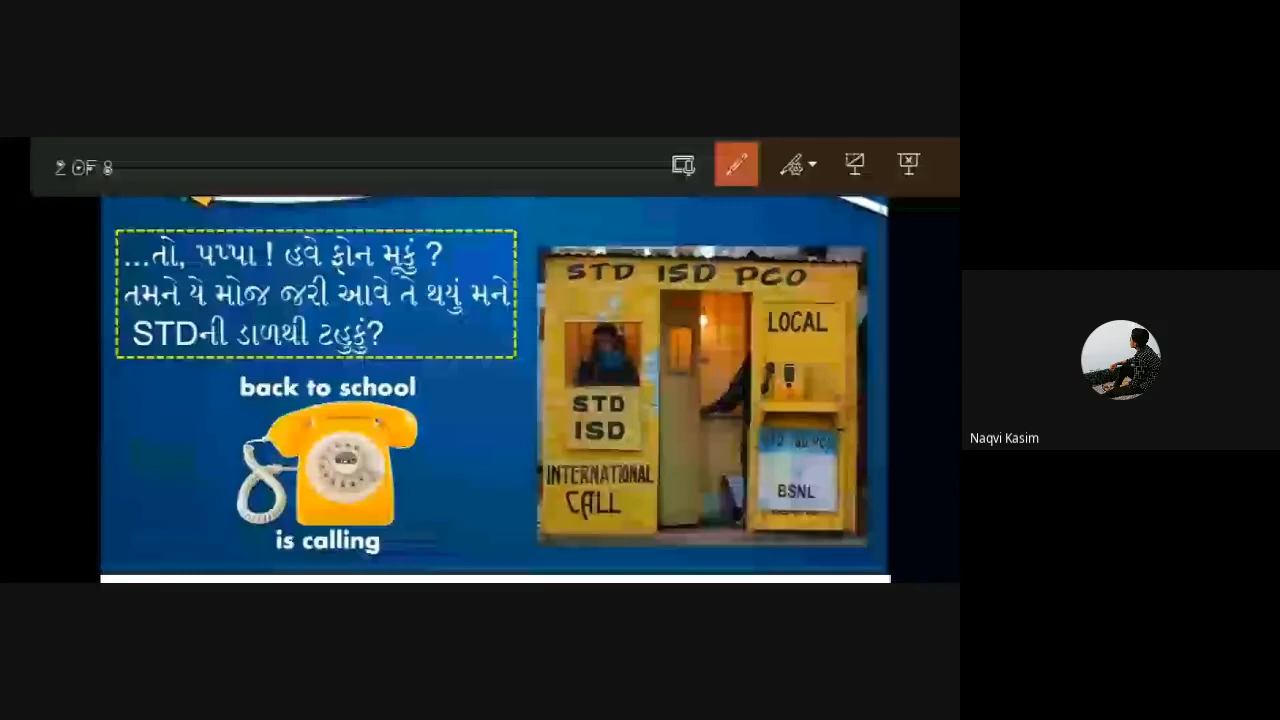 2 OF 8
...તો, પપ્પા ! હવે ફોન મૂકું ?
તમને યે મોજ જરી આવે તે થયું મને
STDની ડાળથી ટહુકું?
back to school
is calling
STD ISD PCO
LOCAL
STD
ISD
INTERNATIONAL
CALL
BSNL
Naqvi Kasim